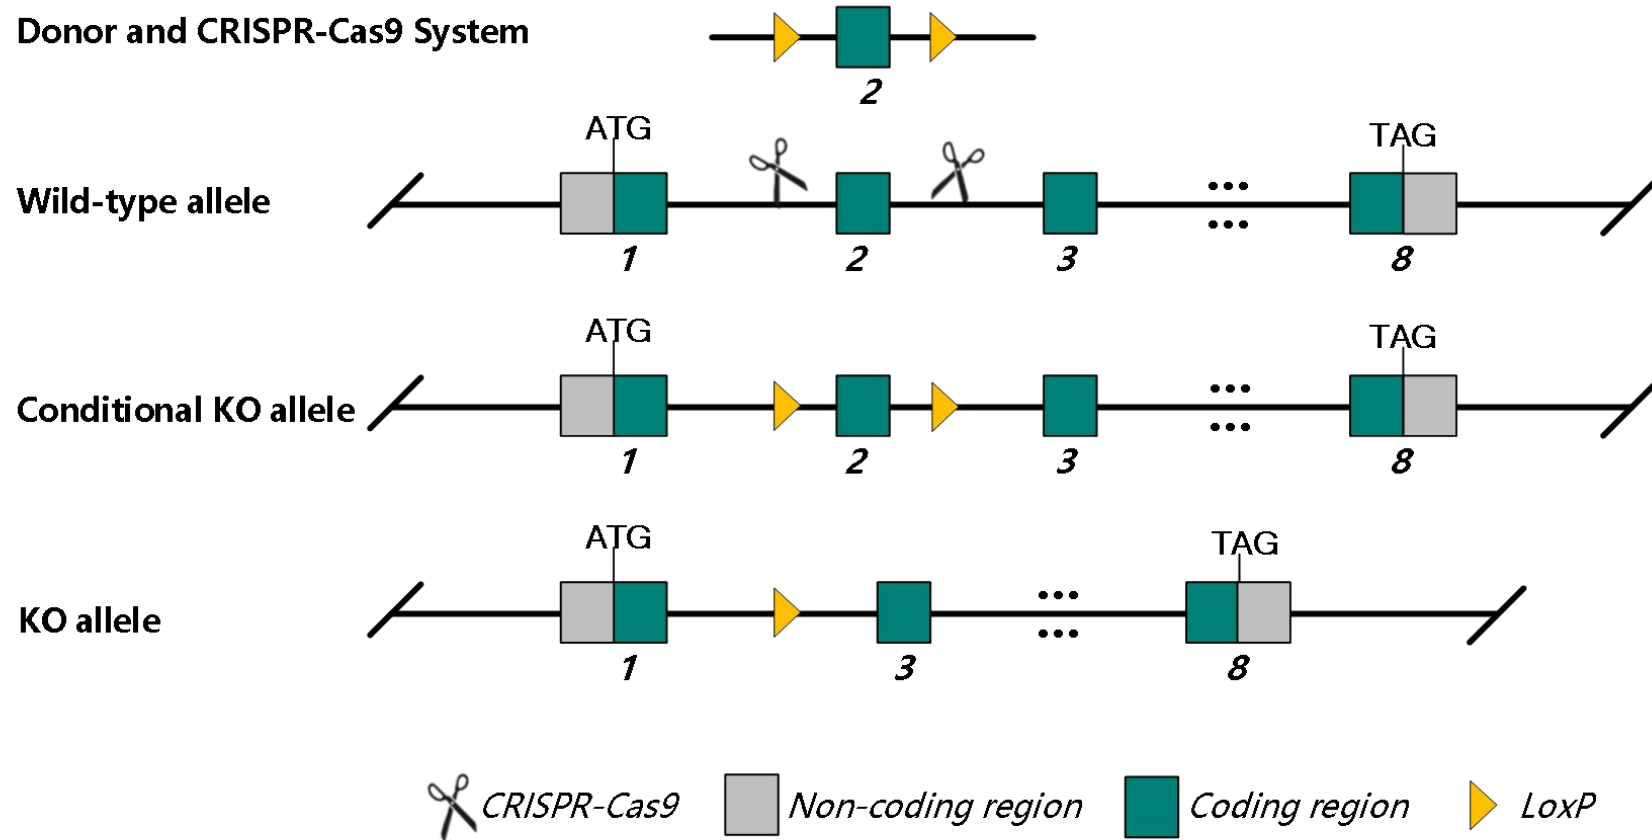 Donor and CRISPR-Cas9 System
2
ATG TAG
Wild-type allele
1 2 3 8
ATG TAG
Conditional KO allele
1 2 3 8
ATG TAG
KO allele
1 3 8
CRISPR-Cas9 Non-coding region Coding region LoxP